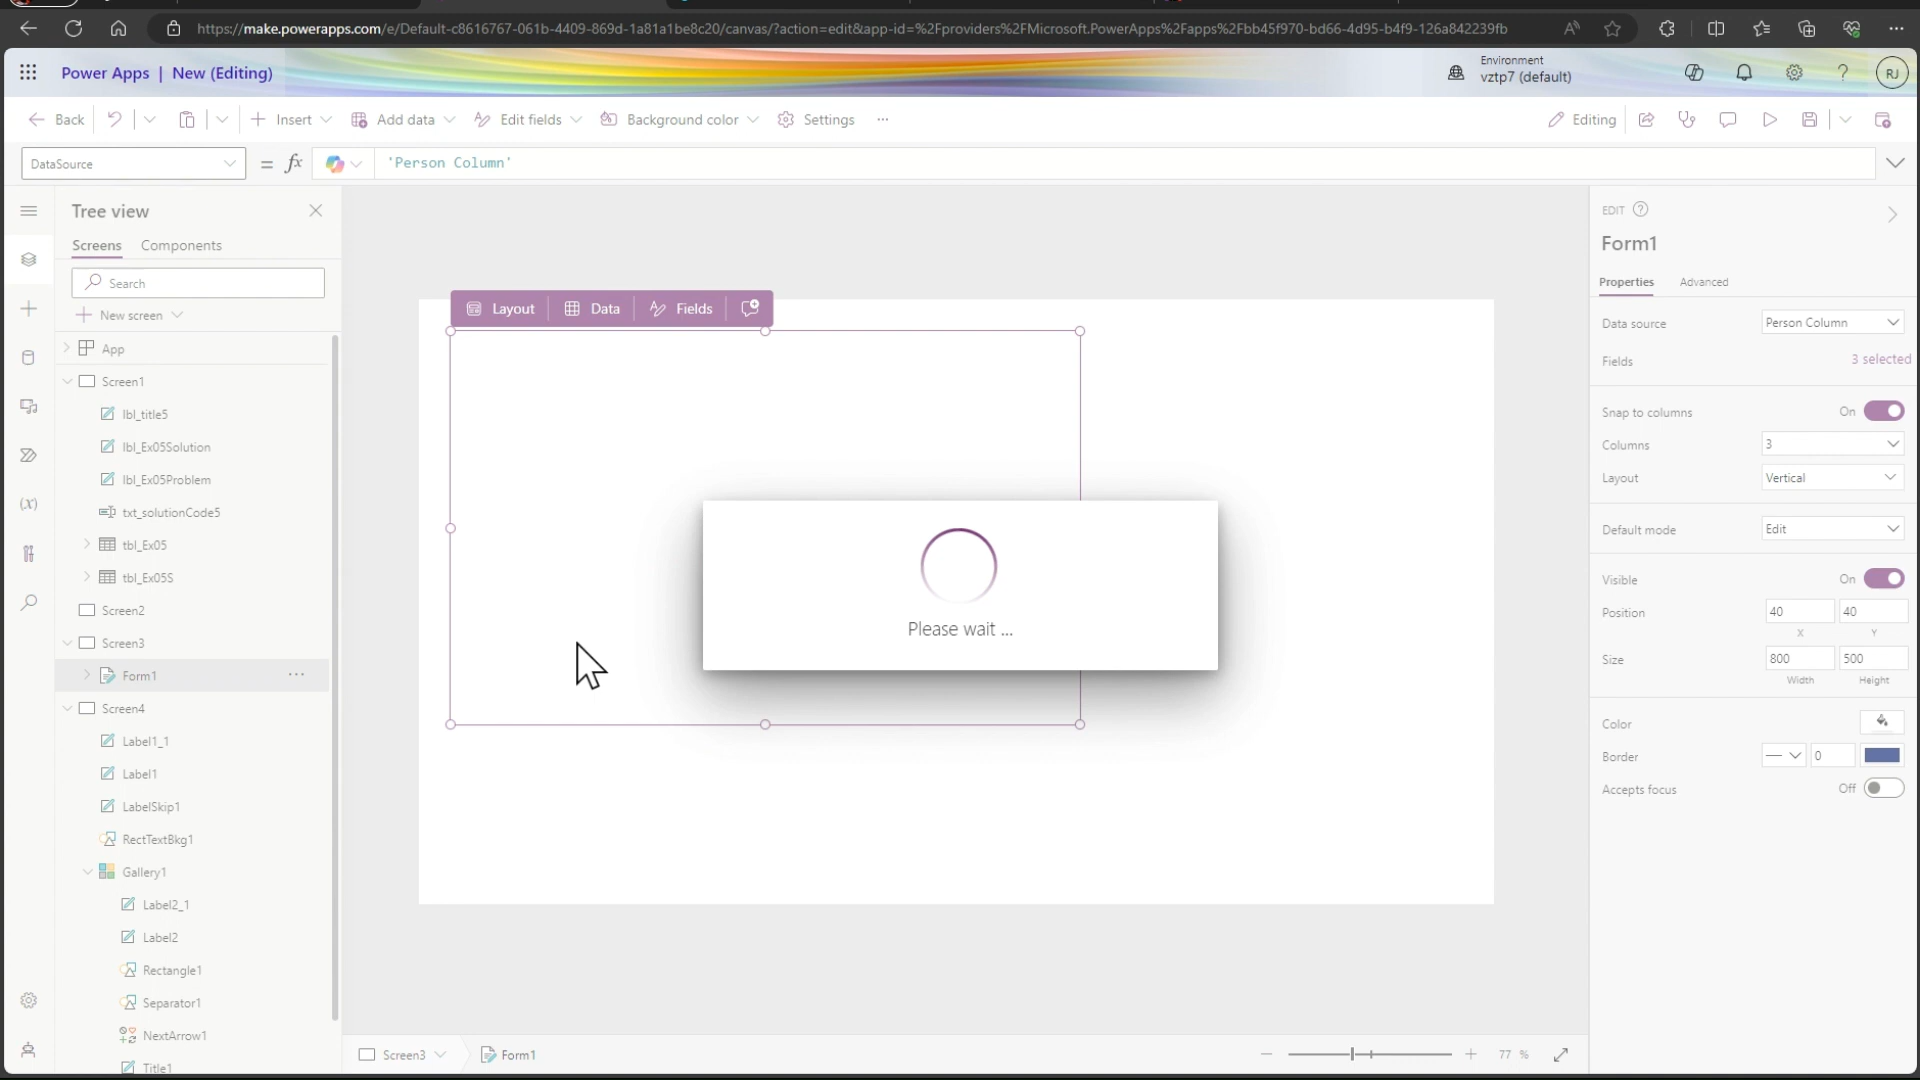 https://make.powerapps.com/e/Default-c8616767-061b-4409-869d-1a81a1be8c20/canvas/?action=edit&app-id=%2Fproviders%2FMicrosoft.PowerApps%2Fapps%2Fbb45f970-bd66-4d95-b4f9-126a842239fb
Power Apps | New (Editing)
Environment
vztp7 (default)
RJ
Back
Insert
Add data
Edit fields
Background color
Settings
Editing
DataSource
= fx
'Person Column'
Tree view
Screens
Components
Search
New screen
App
Screen1
lbl_title5
lbl_Ex05Solution
lbl_Ex05Problem
txt_solutionCode5
tbl_Ex05
tbl_Ex05S
Screen2
Screen3
Form1
Screen4
Label1_1
Label1
LabelSkip1
RectTextBkg1
Gallery1
Label2_1
Label2
Rectangle1
Separator1
NextArrow1
Title1
Layout
Data
Fields
Please wait ...
EDIT
Form1
Properties
Advanced
Data source
Person Column
Fields
3 selected
Snap to columns
On
Columns
3
Layout
Vertical
Default mode
Edit
Visible
On
Position
40
40
X
Y
Size
800
500
Width
Height
Color
Border
0
Accepts focus
Off
Screen3
Form1
77 %